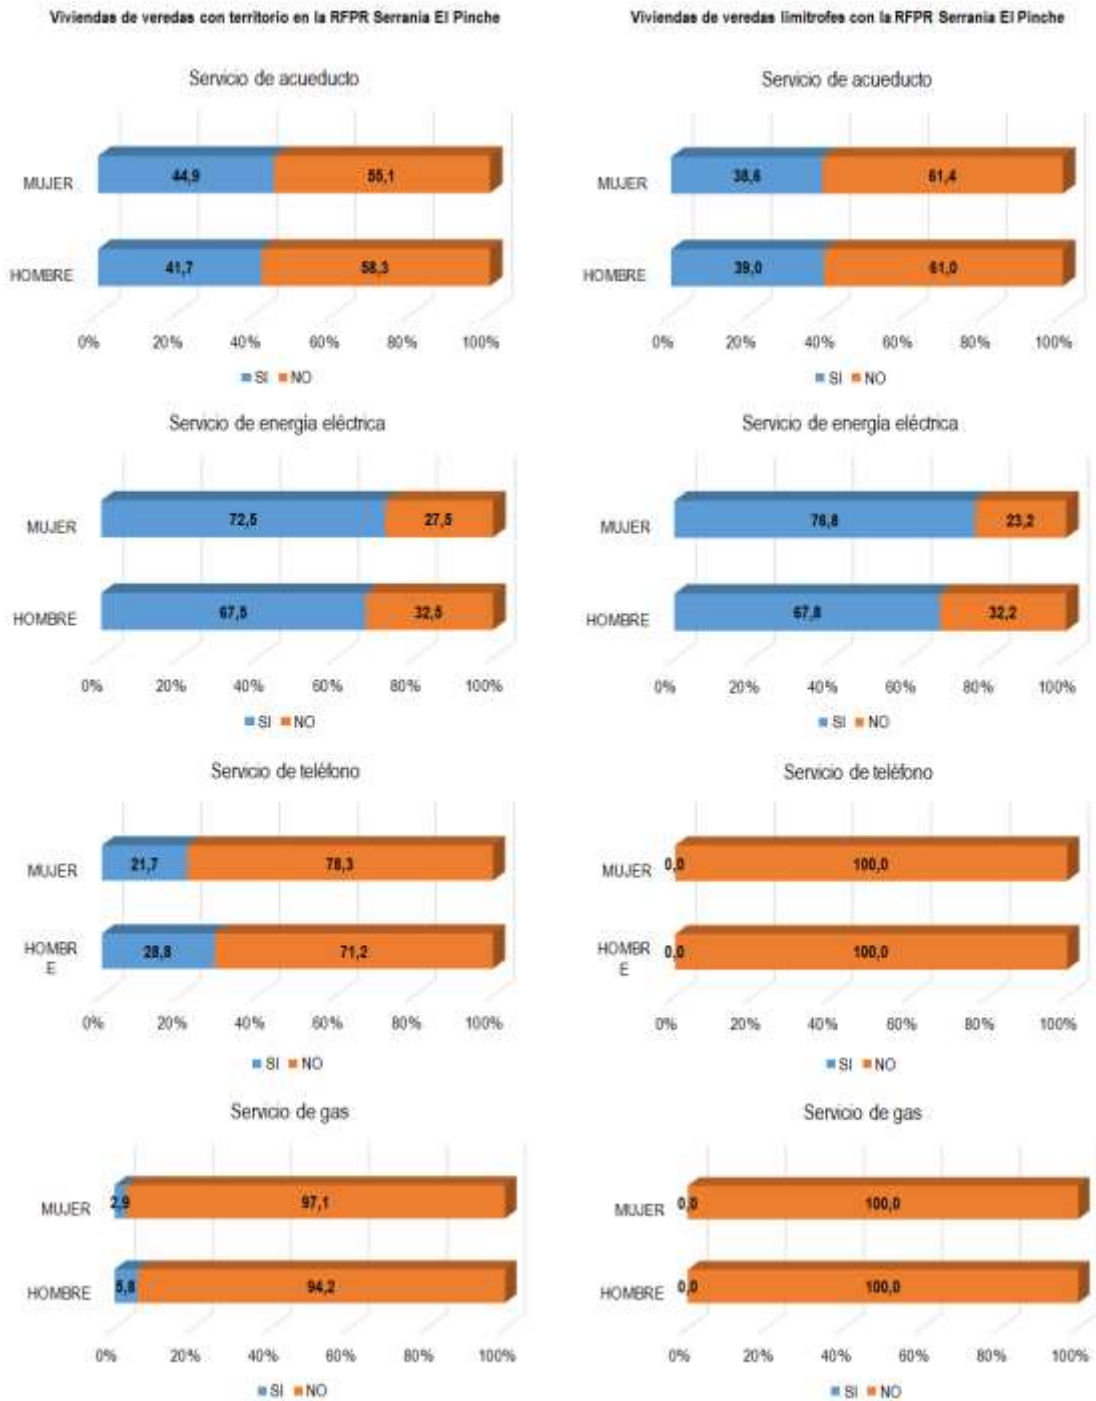 Viviendas de veredas con territorio en la RFPR Serrania El Pinche
Servicio de acueducto
MUJER 44,9 55,1
HOMBRE 41,7 58,3
0% 20% 40% 60% 80% 100%
SI NO
Servicio de energía eléctrica
MUJER 72,5 27,5
HOMBRE 67,5 32,5
0% 20% 40% 60% 80% 100%
SI NO
Servicio de teléfono
MUJER 21,7 78,3
HOMBR
E 28,8 71,2
0% 20% 40% 60% 80% 100%
SI NO
Servicio de gas
MUJER 2,9 97,1
HOMBRE 5,8 94,2
0% 20% 40% 60% 80% 100%
SI NO
Viviendas de veredas limitrofes con la RFPR Serrania El Pinche
Servicio de acueducto
MUJER 38,6 61,4
HOMBRE 39,0 61,0
0% 20% 40% 60% 80% 100%
SI NO
Servicio de energía eléctrica
MUJER 76,8 23,2
HOMBRE 67,8 32,2
0% 20% 40% 60% 80% 100%
SI NO
Servicio de teléfono
MUJER 0,0 100,0
HOMBR
E 0,0 100,0
0% 20% 40% 60% 80% 100%
SI NO
Servicio de gas
MUJER 0,0 100,0
HOMBRE 0,0 100,0
0% 20% 40% 60% 80% 100%
SI NO